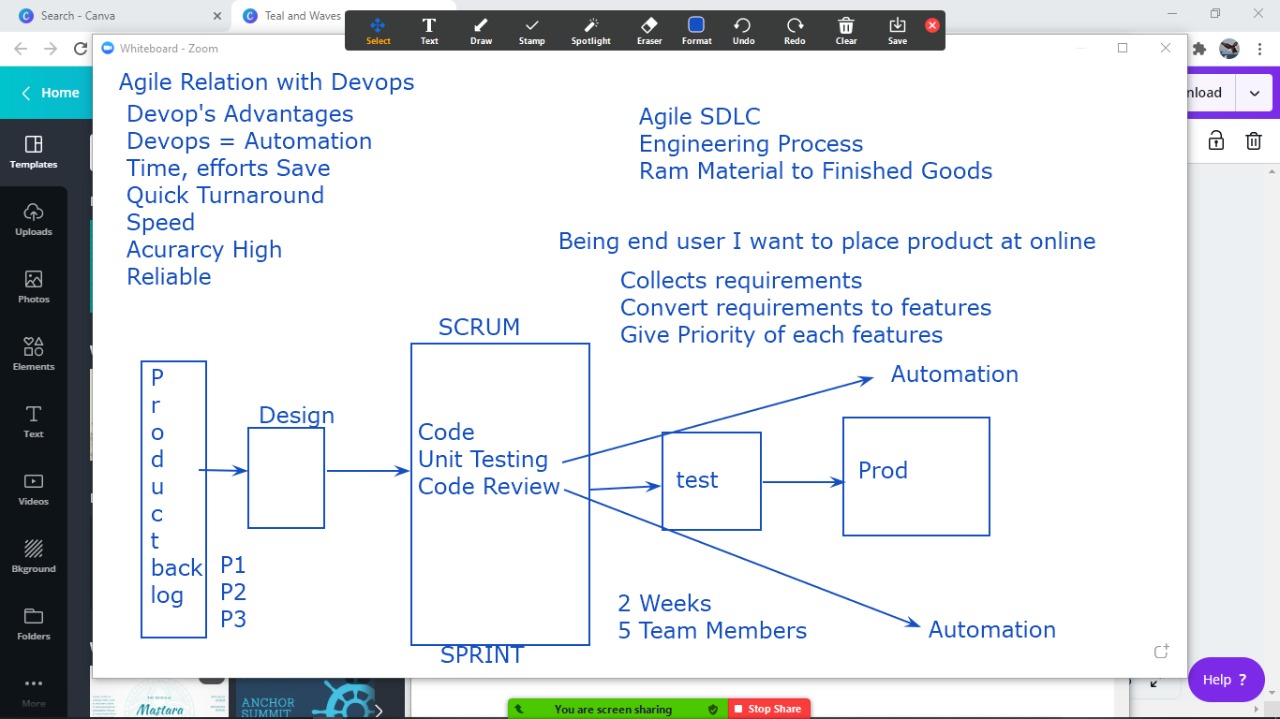 Search - Canva
Teal and Waves
Select
Text
Draw
Stamp
Spotlight
Eraser
Format
Undo
Redo
Clear
Save
Whiteboard - Zoom
Home
nload
Templates
Uploads
Photos
Elements
Text
Videos
Bkground
Folders
More
Agile Relation with Devops
Devop's Advantages
Devops = Automation
Time, efforts Save
Quick Turnaround
Speed
Acurarcy High
Reliable
Agile SDLC
Engineering Process
Ram Material to Finished Goods
Being end user I want to place product at online
Collects requirements
Convert requirements to features
Give Priority of each features
SCRUM
P
r
o
d
u
c
t
back
log
P1
P2
P3
Design
Code
Unit Testing
Code Review
SPRINT
test
Prod
Automation
2 Weeks
5 Team Members
Automation
Mastara
ANCHOR
SUMMIT
Help ?
You are screen sharing
Stop Share